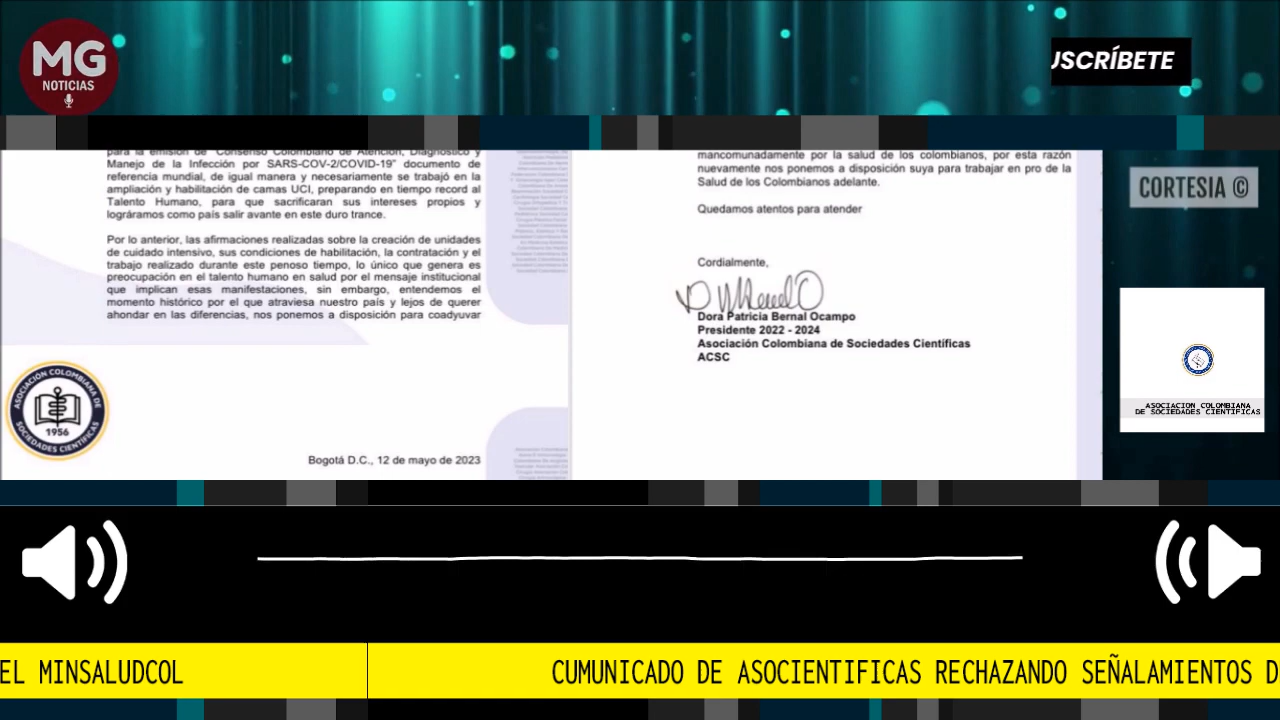 MG
NOTICIAS
USCRÍBETE
para la emisión de "Consenso Colombiano de Atención, Diagnóstico y
Manejo de la Infección por SARS-COV-2/COVID-19" documento de
referencia mundial, de igual manera y necesariamente se trabajó en la
ampliación y habilitación de camas UCI, preparando en tiempo record al
Talento Humano, para que sacrificaran sus intereses propios y
lográramos como país salir avante en este duro trance.
Por lo anterior, las afirmaciones realizadas sobre la creación de unidades
de cuidado intensivo, sus condiciones de habilitación, la contratación y el
trabajo realizado durante este penoso tiempo, lo único que genera es
preocupación en el talento humano en salud por el mensaje institucional
que implican esas manifestaciones, sin embargo, entendemos el
momento histórico por el que atraviesa nuestro país y lejos de querer
ahondar en las diferencias, nos ponemos a disposición para coadyuvar
ASOCIACIÓN COLOMBIANA DE
SOCIEDADES CIENTÍFICAS
1956
Bogotá D.C., 12 de mayo de 2023
mancomunadamente por la salud de los colombianos, por esta razón
nuevamente nos ponemos a disposición suya para trabajar en pro de la
Salud de los Colombianos adelante.
Quedamos atentos para atender
Cordialmente,
Dora Patricia Bernal Ocampo
Presidente 2022 - 2024
Asociación Colombiana de Sociedades Científicas
ACSC
CORTESIA ©
ASOCIACION COLOMBIANA
DE SOCIEDADES CIENTIFICAS
EL MINSALUDCOL
CUMUNICADO DE ASOCIENTIFICAS RECHAZANDO SEÑALAMIENTOS D